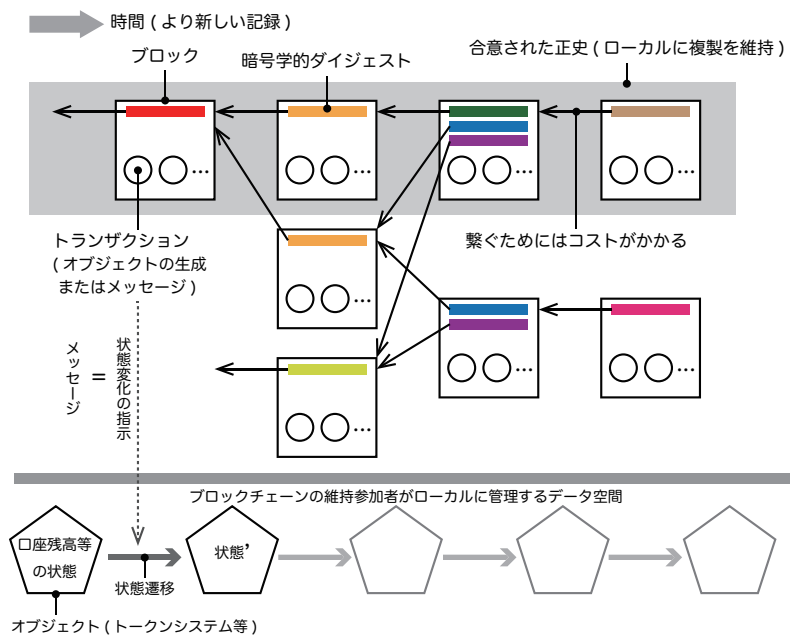 時間 ( より新しい記録 )
ブロック
暗号学的ダイジェスト
合意された正史 ( ローカルに複製を維持 )
...
...
...
...
トランザクション
( オブジェクトの生成
またはメッセージ )
繋ぐためにはコストがかかる
...
...
...
...
メッセージ
=
状態変化の指示
ブロックチェーンの維持参加者がローカルに管理するデータ空間
口座残高等
の状態
状態遷移
状態’
オブジェクト ( トークンシステム等 )